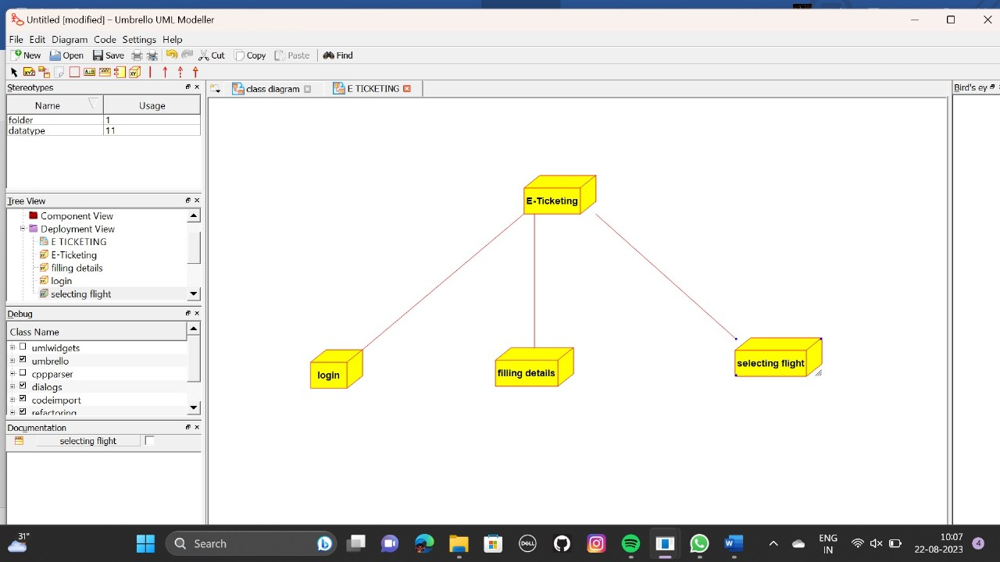 Untitled [modified] – Umbrello UML Modeller
File Edit Diagram Code Settings Help
New Open Save Cut Copy Paste Find
Stereotypes
Name Usage
folder 1
datatype 11
class diagram E TICKETING
Bird's ey
Tree View
Component View
Deployment View
E TICKETING
E-Ticketing
filling details
login
selecting flight
Debug
Class Name
umlwidgets
umbrello
cppparser
dialogs
codeimport
refactoring
Documentation
selecting flight
E-Ticketing
login
filling details
selecting flight
31°
Search
DELL
W
ENG
IN
10:07
22-08-2023
4